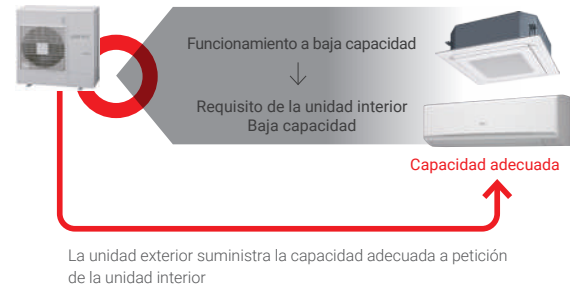 Funcionamiento a baja capacidad
Requisito de la unidad interior
Baja capacidad
Capacidad adecuada
La unidad exterior suministra la capacidad adecuada a petición
de la unidad interior